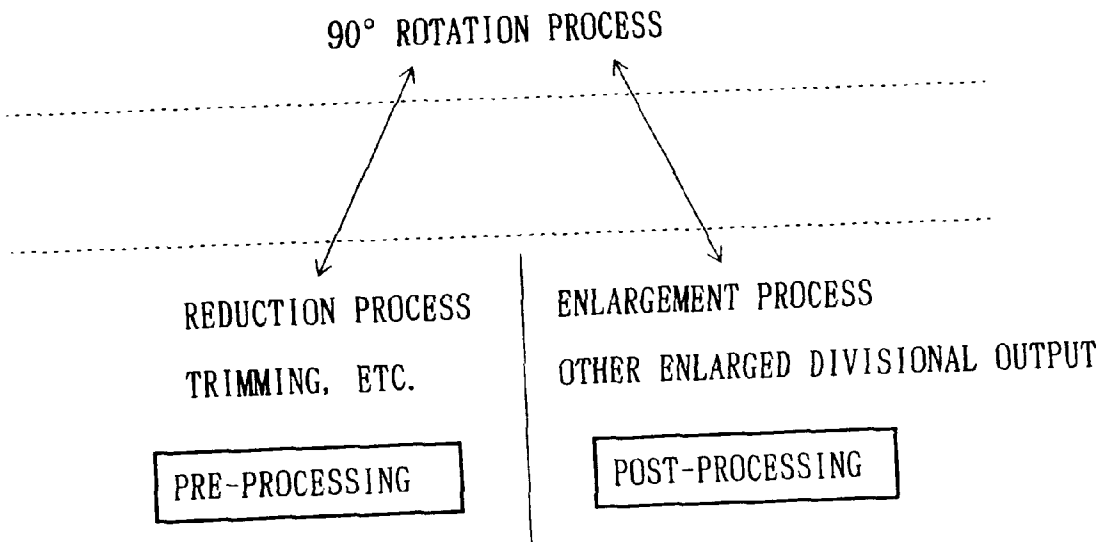 90° ROTATION PROCESS
REDUCTION PROCESS
TRIMMING, ETC.
PRE-PROCESSING
ENLARGEMENT PROCESS
OTHER ENLARGED DIVISIONAL OUTPUT
POST-PROCESSING